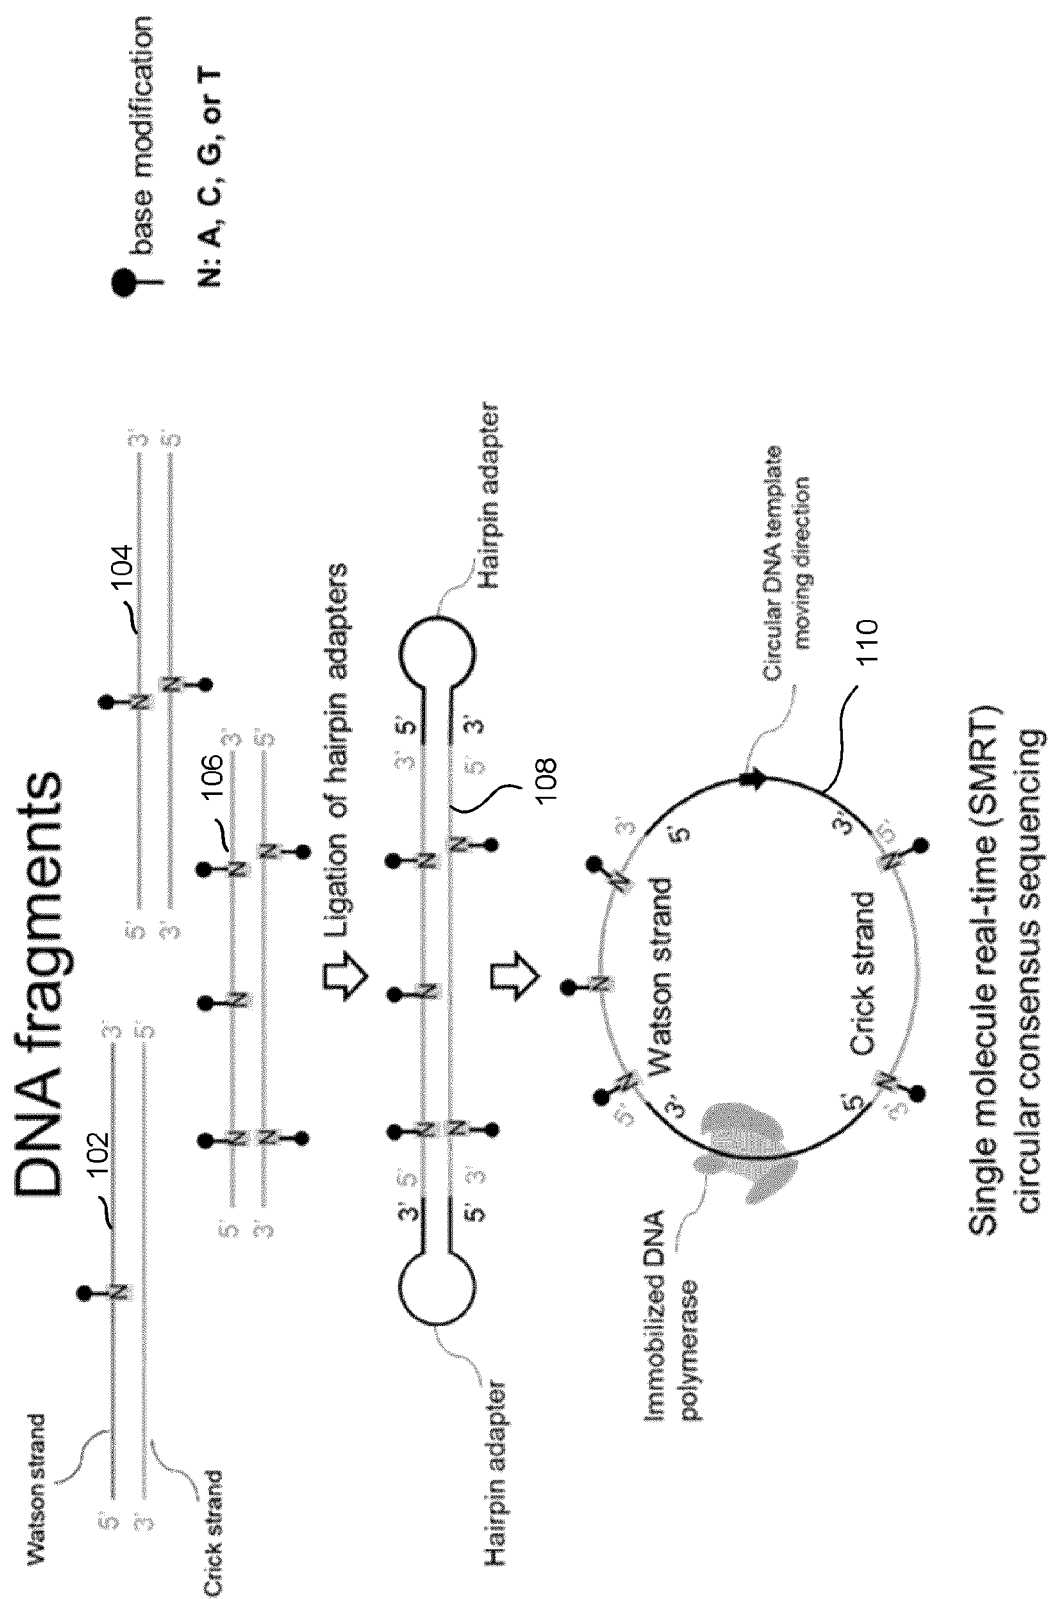 DNA fragments
Watson strand
102
5'
3'
N
3'
5'
Crick strand
104
5'
3'
N
3'
N
5'
base modification
N: A, C, G, or T
106
5'
N
N
N
3'
3'
N
N
5'
Ligation of hairpin adapters
3'
5'
N
N
N
3'
5'
5'
3'
N
N
5'
3'
108
Hairpin adapter
Hairpin adapter
Immobilized DNA
polymerase
5'
N
N
N
3'
3'
Watson strand
5'
Crick strand
5'
3'
3'
N
N
5'
Circular DNA template
moving direction
110
Single molecule real-time (SMRT)
circular consensus sequencing